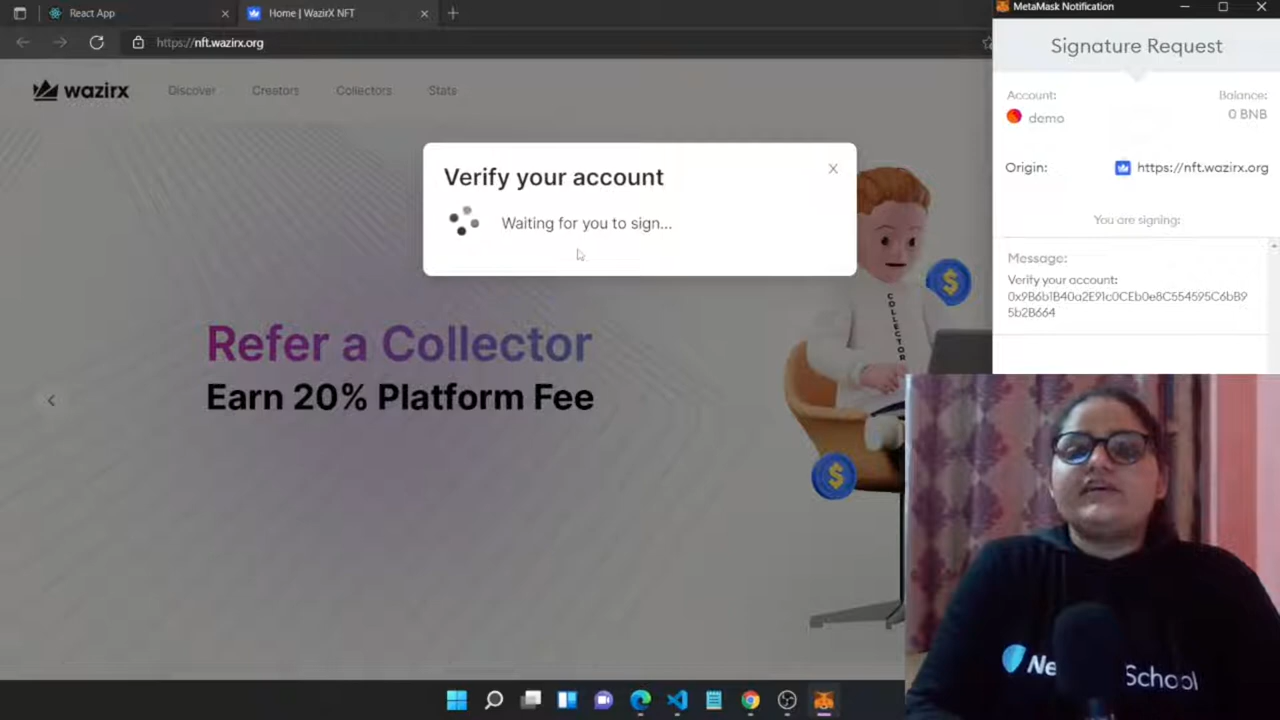 React App
Home | WazirX NFT
https://nft.wazirx.org
wazirx
Discover
Creators
Collectors
Stats
Verify your account
Waiting for you to sign...
Refer a Collector
Earn 20% Platform Fee
COLLECTOR
MetaMask Notification
Signature Request
Account:
Balance:
demo
0 BNB
Origin:
https://nft.wazirx.org
You are signing:
Message:
Verify your account:
0x9B6b1B40a2E91c0CEb0e8C554595C6bB9
5b2B664
School